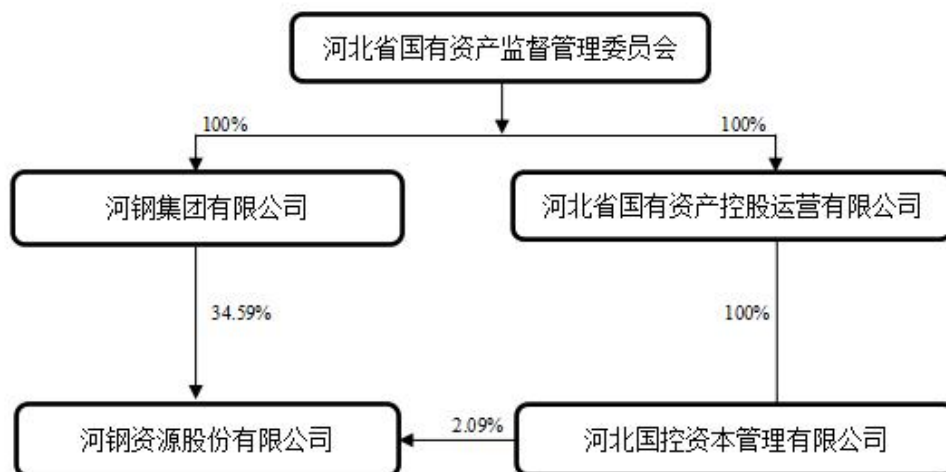 河北省国有资产监督管理委员会
100%
100%
河钢集团有限公司
河北省国有资产控股运营有限公司
34.59%
100%
河钢资源股份有限公司
2.09%
河北国控资本管理有限公司